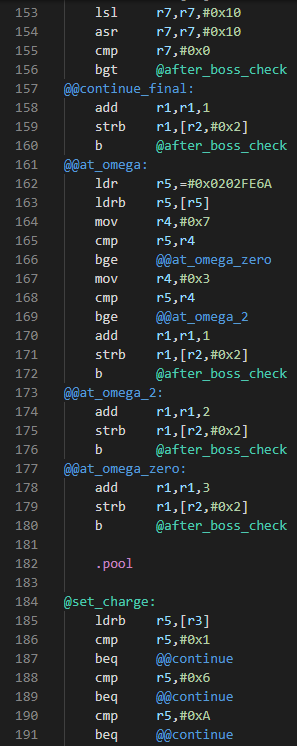 153 lsl r7,r7,#0x10
154 asr r7,r7,#0x10
155 cmp r7,#0x0
156 bgt @after_boss_check
157 @@continue_final:
158 add r1,r1,1
159 strb r1,[r2,#0x2]
160 b @after_boss_check
161 @@at_omega:
162 ldr r5,=#0x0202FE6A
163 ldrb r5,[r5]
164 mov r4,#0x7
165 cmp r5,r4
166 bge @@at_omega_zero
167 mov r4,#0x3
168 cmp r5,r4
169 bge @@at_omega_2
170 add r1,r1,1
171 strb r1,[r2,#0x2]
172 b @after_boss_check
173 @@at_omega_2:
174 add r1,r1,2
175 strb r1,[r2,#0x2]
176 b @after_boss_check
177 @@at_omega_zero:
178 add r1,r1,3
179 strb r1,[r2,#0x2]
180 b @after_boss_check
181
182 .pool
183
184 @set_charge:
185 ldrb r5,[r3]
186 cmp r5,#0x1
187 beq @@continue
188 cmp r5,#0x6
189 beq @@continue
190 cmp r5,#0xA
191 beq @@continue